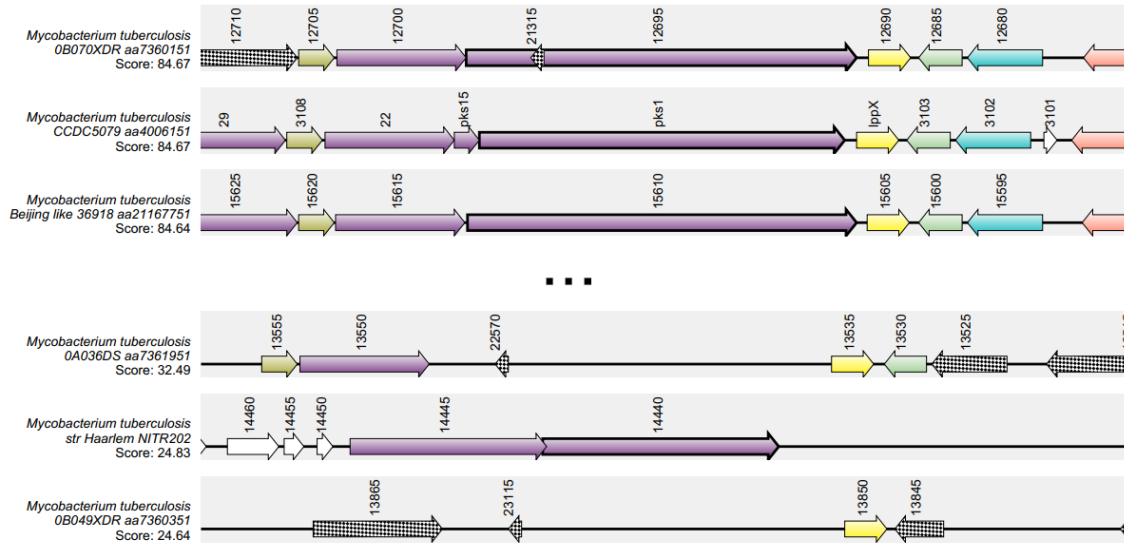 12710 12705 12700 21315 12695 12690 12685 12680
Mycobacterium tuberculosis
0B070XDR aa7360151
Score: 84.67
29 3108 22 pks15 pks1 lppX 3103 3102 3101
Mycobacterium tuberculosis
CCDC5079 aa4006151
Score: 84.67
15625 15620 15615 15610 15605 15600 15595
Mycobacterium tuberculosis
Beijing like 36918 aa21167751
Score: 84.64
13555 13550 22570 13535 13530 13525
Mycobacterium tuberculosis
0A036DS aa7361951
Score: 32.49
14460 14455 14450 14445 14440
Mycobacterium tuberculosis
str Haarlem NITR202
Score: 24.83
13865 23115 13850 13845
Mycobacterium tuberculosis
0B049XDR aa7360351
Score: 24.64